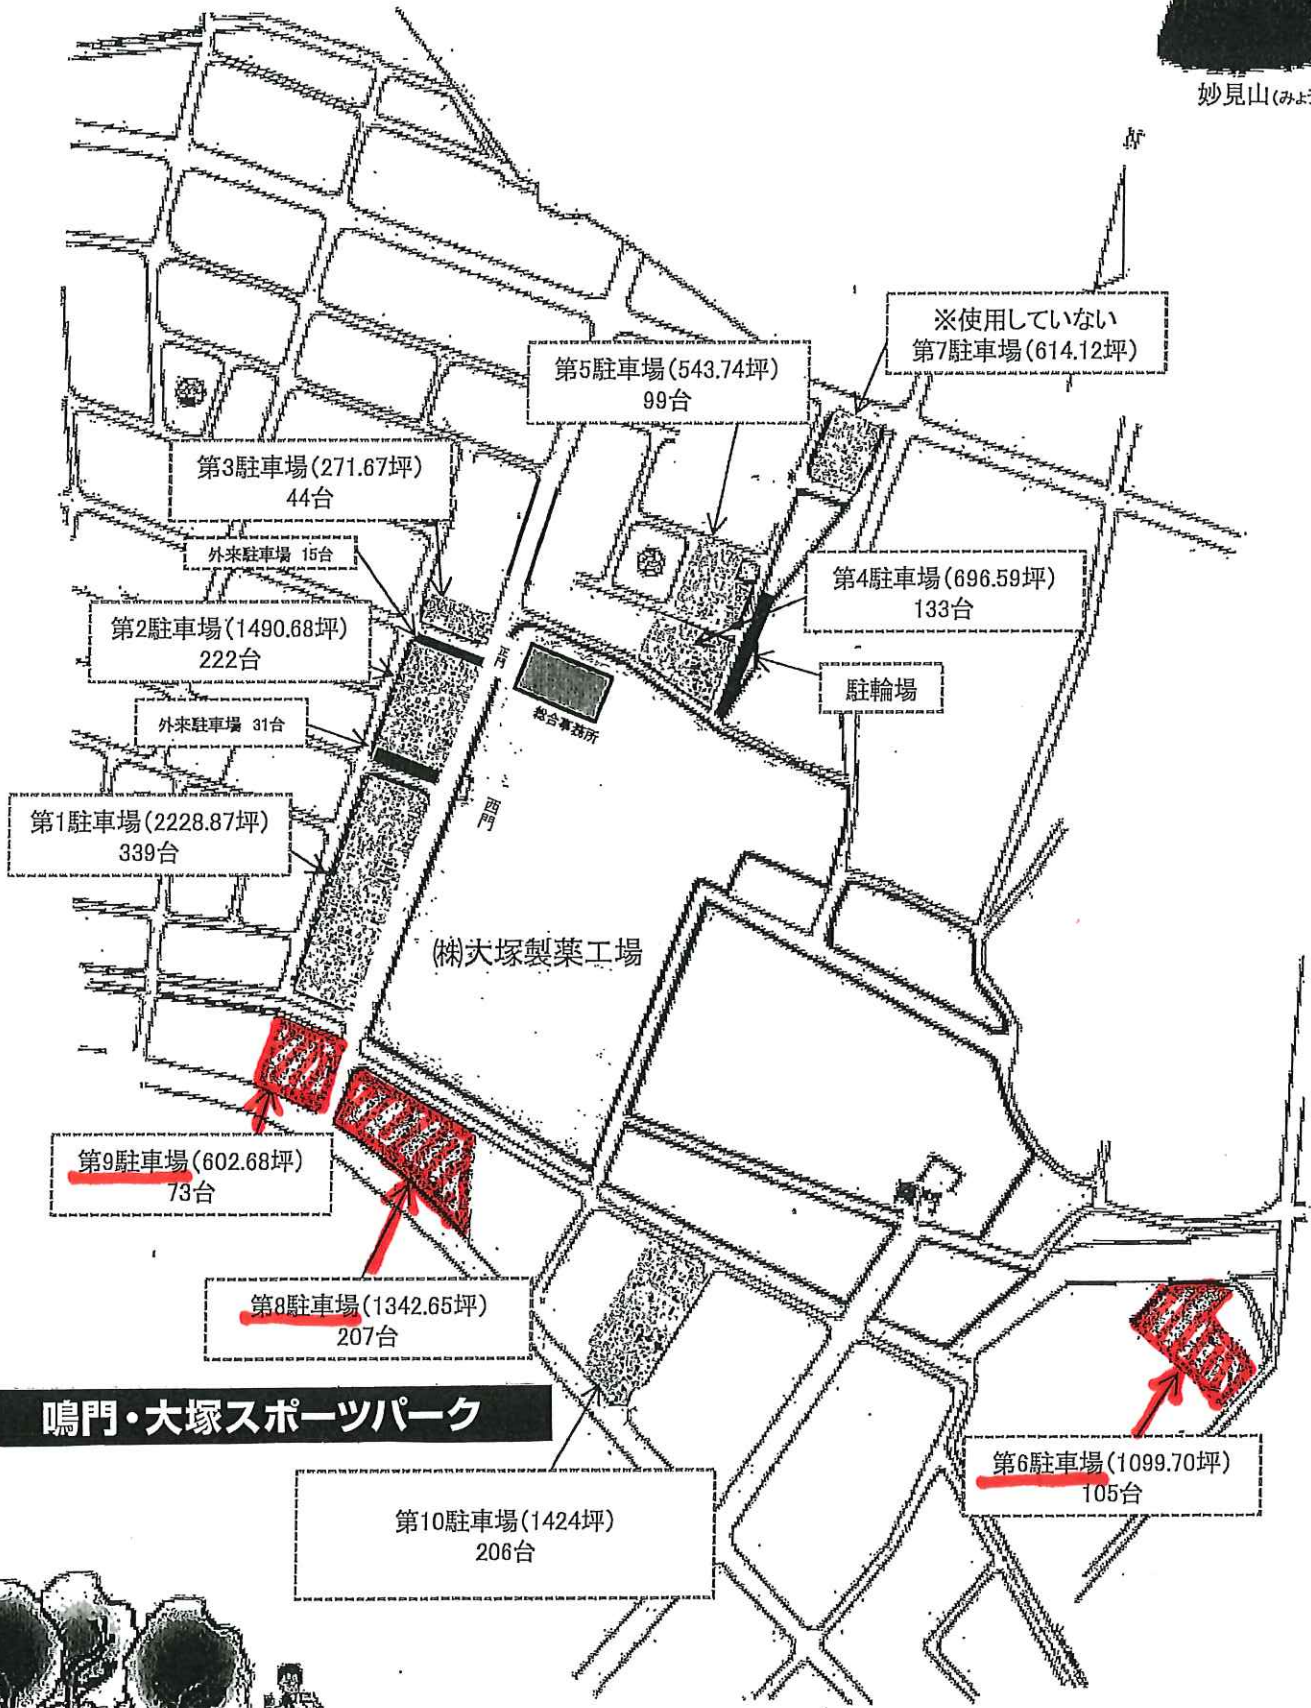 妙見山(みよ
※使用していない
第7駐車場(614.12坪)
第5駐車場(543.74坪)
99台
第3駐車場(271.67坪)
44台
外来駐車場 15台
第4駐車場(696.59坪)
133台
第2駐車場(1490.68坪)
222台
正門
総合事務所
駐輪場
外来駐車場 31台
西門
第1駐車場(2228.87坪)
339台
㈱大塚製薬工場
第9駐車場(602.68坪)
73台
第8駐車場(1342.65坪)
207台
鳴門・大塚スポーツパーク
第6駐車場(1099.70坪)
105台
第10駐車場(1424坪)
206台